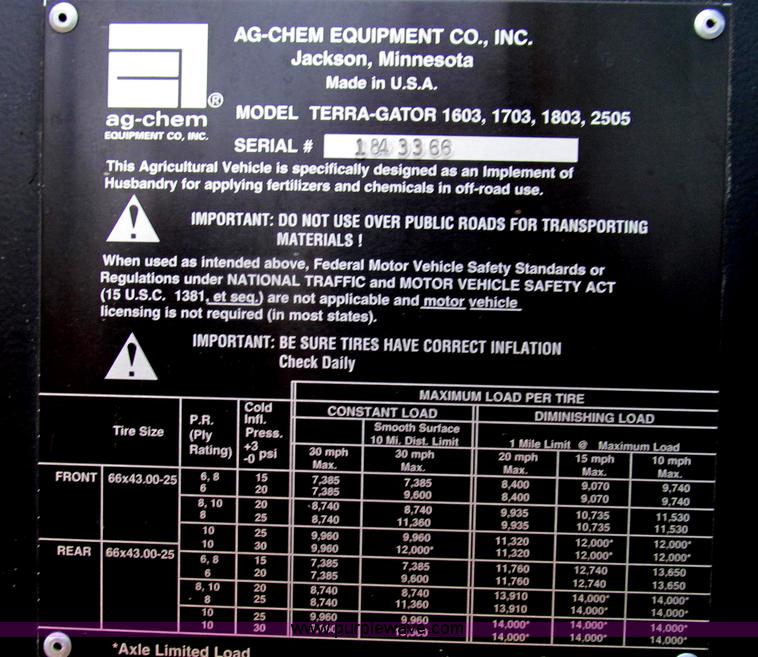 AG-CHEM EQUIPMENT CO., INC.
Jackson, Minnesota
Made in U.S.A.
ag-chem ®
EQUIPMENT CO, INC.
MODEL TERRA-GATOR 1603, 1703, 1803, 2505
SERIAL # 1843366
This Agricultural Vehicle is specifically designed as an Implement of
Husbandry for applying fertilizers and chemicals in off-road use.
IMPORTANT: DO NOT USE OVER PUBLIC ROADS FOR TRANSPORTING
MATERIALS !
When used as intended above, Federal Motor Vehicle Safety Standards or
Regulations under NATIONAL TRAFFIC and MOTOR VEHICLE SAFETY ACT
(15 U.S.C. 1381, et seq.) are not applicable and motor vehicle
licensing is not required (in most states).
IMPORTANT: BE SURE TIRES HAVE CORRECT INFLATION
Check Daily
MAXIMUM LOAD PER TIRE
CONSTANT LOAD DIMINISHING LOAD
Tire Size
P.R.
(Ply
Rating)
Cold
Infl.
Press.
+3
-0 psi
Smooth Surface
10 Mi. Dist. Limit
1 Mile Limit @ Maximum Load
30 mph 30 mph 20 mph 15 mph 10 mph
Max. Max. Max. Max. Max.
FRONT 66x43.00-25 6, 8 15 7,385 7,385 8,400 9,070 9,740
6 20 7,385 9,600 8,400 9,070 9,740
8, 10 20 8,740 8,740 9,935 10,735 11,530
8 25 8,740 11,360 9,935 10,735 11,530
10 25 9,960 9,960 11,320 12,000* 12,000*
10 30 9,960 12,000* 11,320 12,000* 12,000*
REAR 66x43.00-25 6, 8 15 7,385 7,385 11,760 12,740 13,650
6 20 7,385 9,600 11,760 12,740 13,650
8, 10 20 8,740 8,740 13,910 14,000* 14,000*
8 25 8,740 11,360 13,910 14,000* 14,000*
10 25 9,960 9,960 14,000* 14,000* 14,000*
10 30 14,000* 14,000* 14,000*
www.purplewave.com
*Axle Limited Load